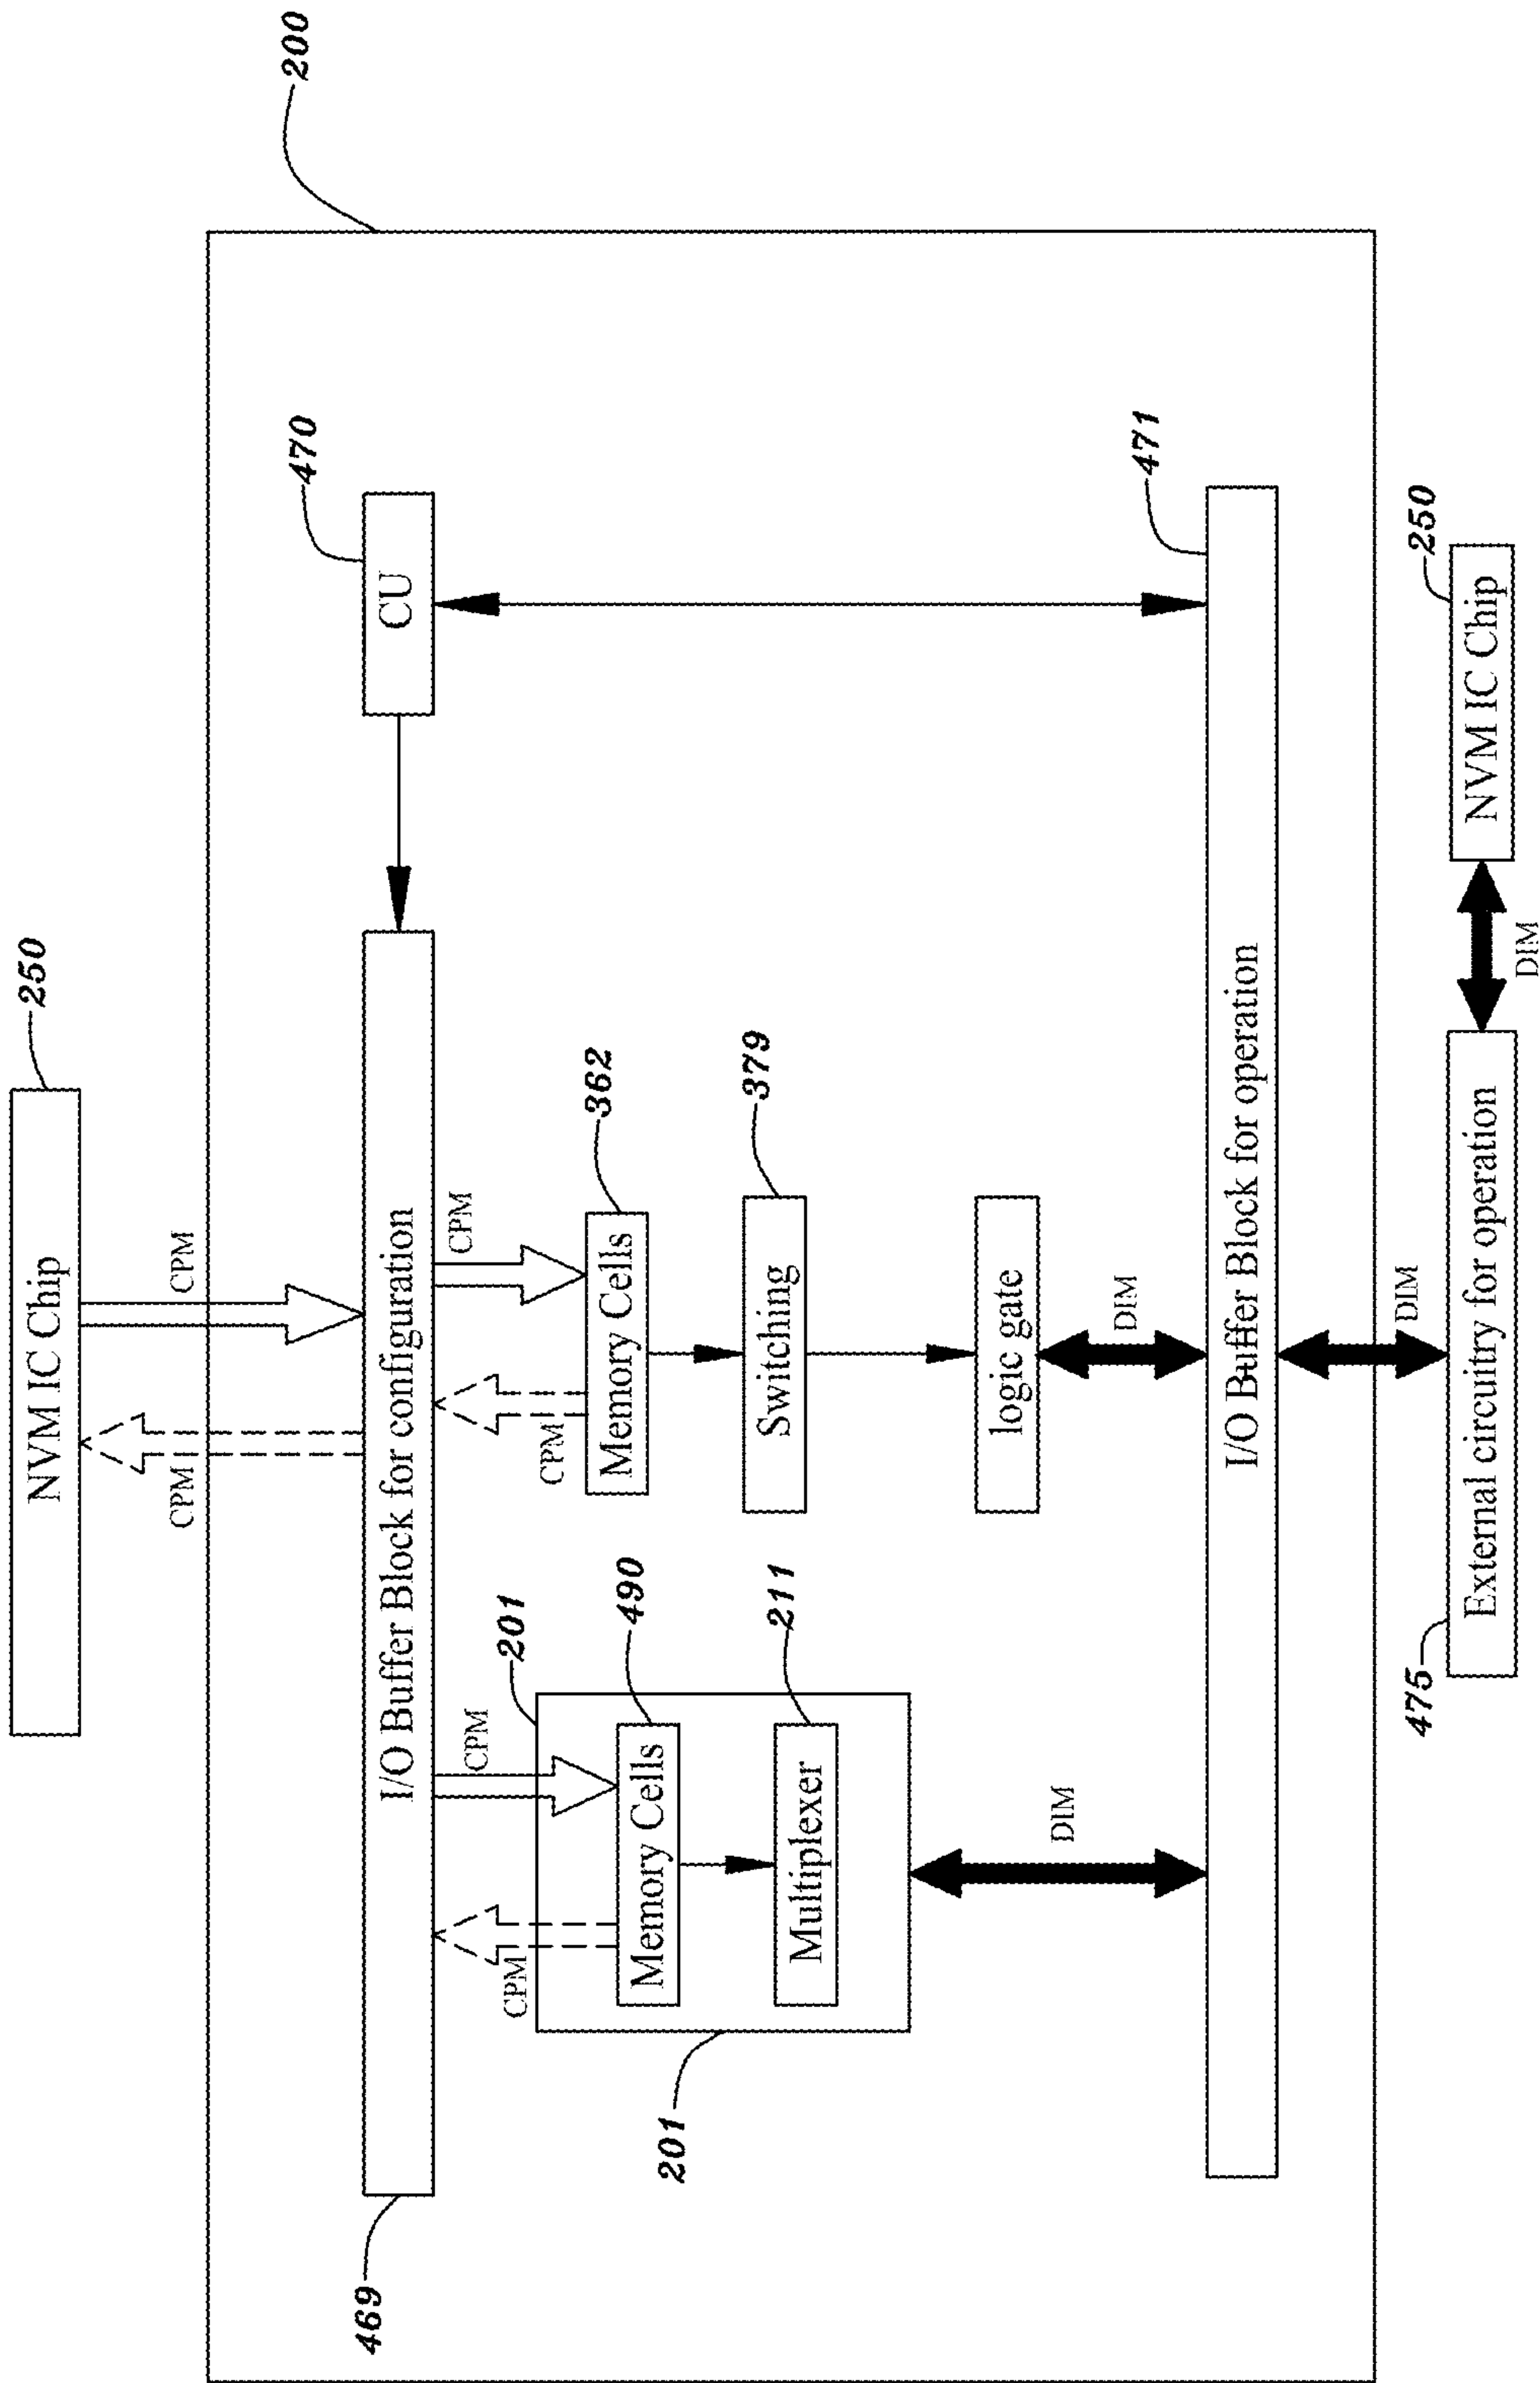 250
NVM IC Chip
CPM
CPM
200
469
I/O Buffer Block for configuration
470
CU
CPM
CPM
CPM
CPM
201
490
Memory Cells
211
Multiplexer
201
362
Memory Cells
379
Switching
logic gate
DIM
DIM
471
I/O Buffer Block for operation
DIM
475
External circuitry for operation
DIM
250
NVM IC Chip